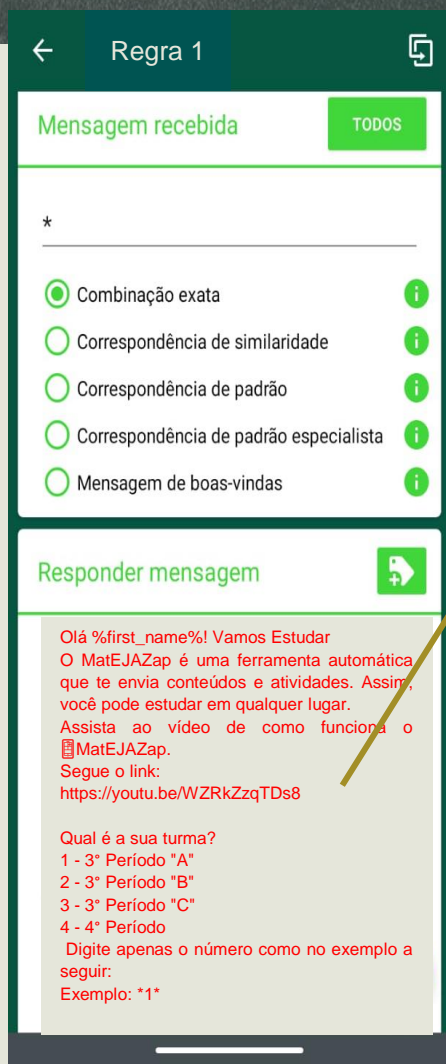 Regra 1
Mensagem recebida
TODOS
*
Combinação exata
Correspondência de similaridade
Correspondência de padrão
Correspondência de padrão especialista
Mensagem de boas-vindas
Responder mensagem
Olá %first_name%! Vamos Estudar
O MatEJAZap é uma ferramenta automática
que te envia conteúdos e atividades. Assim,
você pode estudar em qualquer lugar.
Assista ao vídeo de como funciona o
📱MatEJAZap.
Segue o link:
https://youtu.be/WZRkZzqTDs8
Qual é a sua turma?
1 - 3° Período "A"
2 - 3° Período "B"
3 - 3° Período "C"
4 - 4° Período
Digite apenas o número como no exemplo a
seguir:
Exemplo: *1*